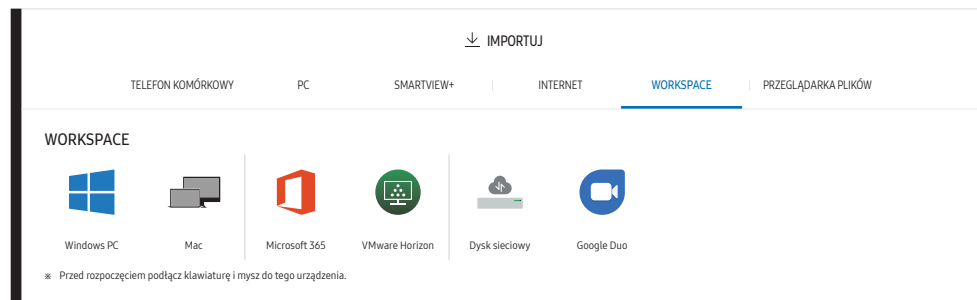 IMPORTUJ
TELEFON KOMÓRKOWY PC SMARTVIEW+ INTERNET WORKSPACE PRZEGLĄDARKA PLIKÓW
WORKSPACE
Windows PC Mac Microsoft 365 VMware Horizon Dysk sieciowy Google Duo
※ Przed rozpoczęciem podłącz klawiaturę i mysz do tego urządzenia.